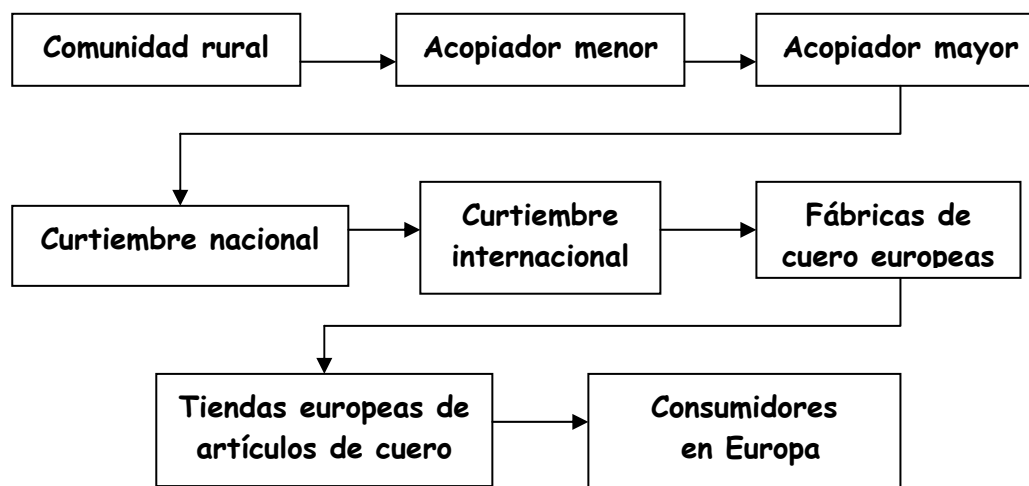 Comunidad rural
Acopiador menor
Acopiador mayor
Curtiembre nacional
Curtiembre
internacional
Fábricas de
cuero europeas
Tiendas europeas de
artículos de cuero
Consumidores
en Europa